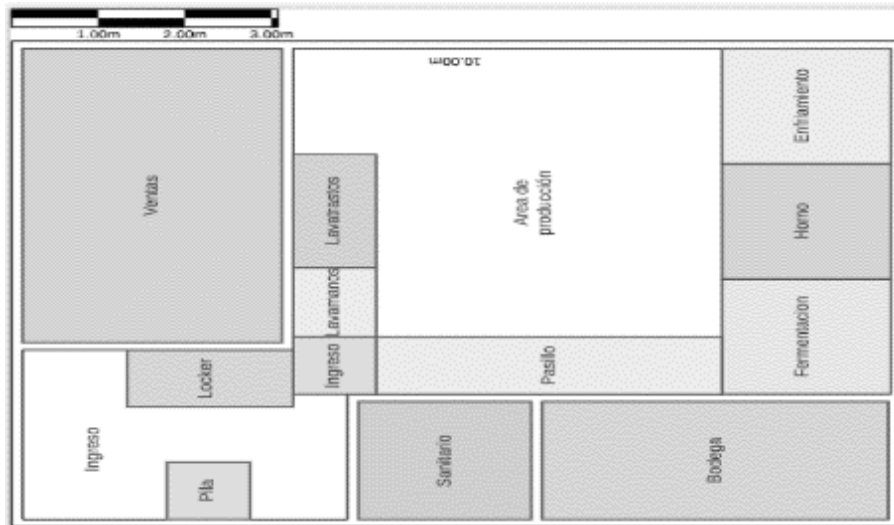 1.00m 2.00m 3.00m
10.00m
Ventas
Enfriamiento
Lavatrastos
Area de
producción
Horno
Lavamanos
Ingreso
Pasillo
Fermentacion
Locker
Ingreso
Pila
Sanitario
Bodega